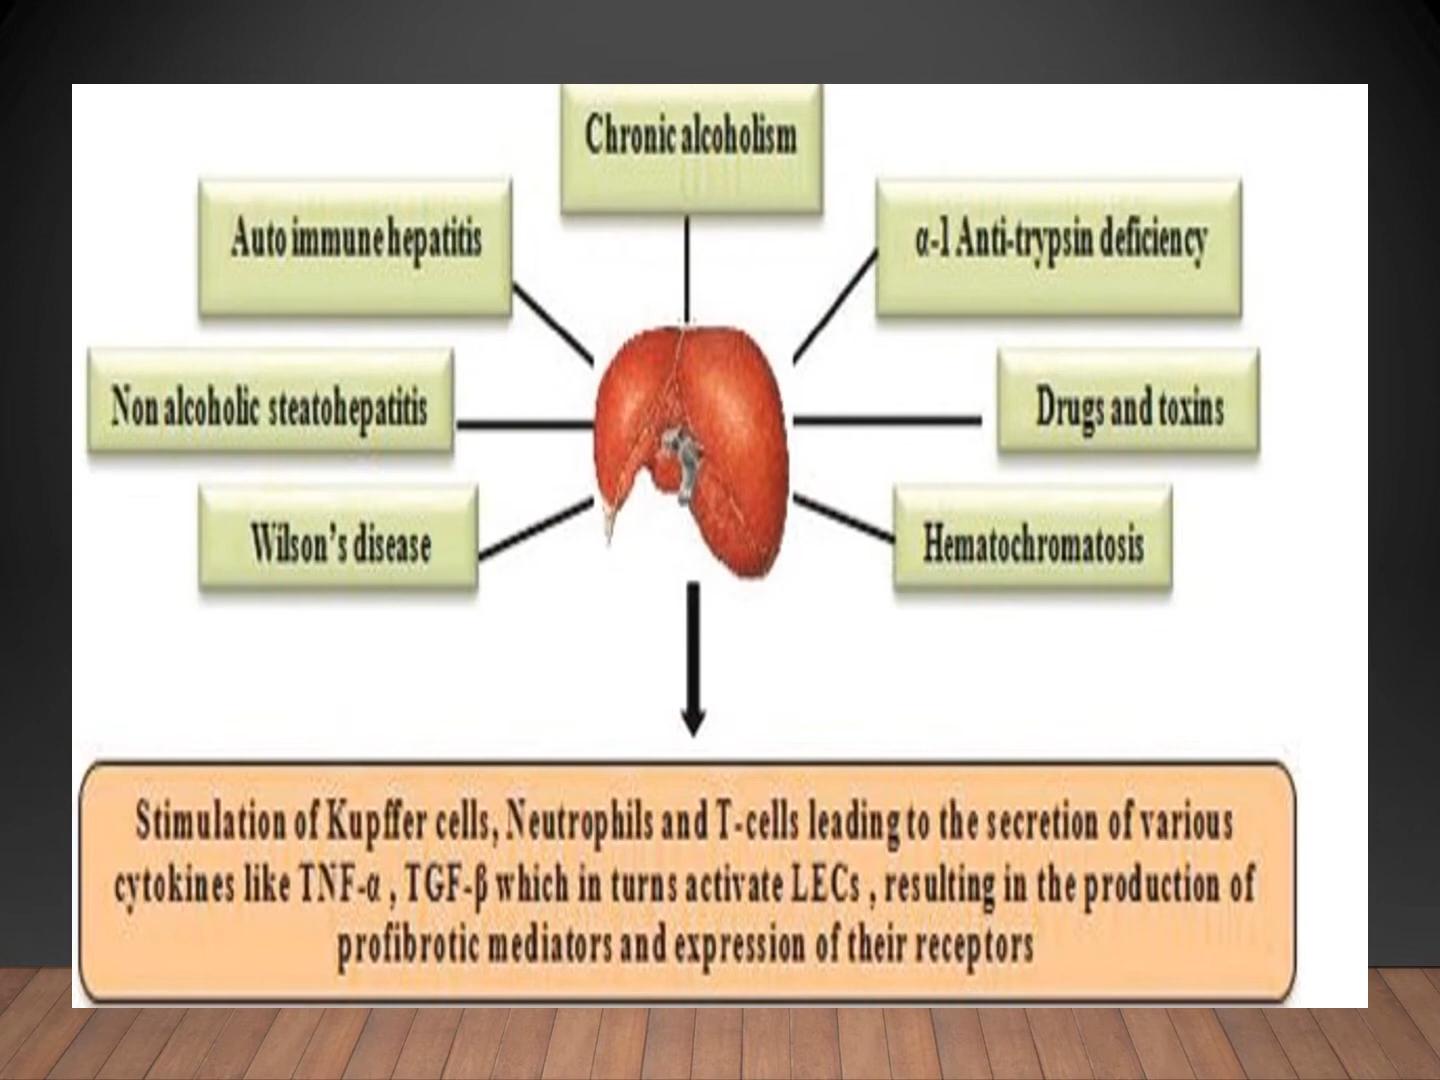 Chronic alcoholism
Auto immune hepatitis
α-1 Anti-trypsin deficiency
Non alcoholic steatohepatitis
Drugs and toxins
Wilson's disease
Hematochromatosis
Stimulation of Kupffer cells, Neutrophils and T-cells leading to the secretion of various
cytokines like TNF-α , TGF-β which in turns activate LECs , resulting in the production of
profibrotic mediators and expression of their receptors